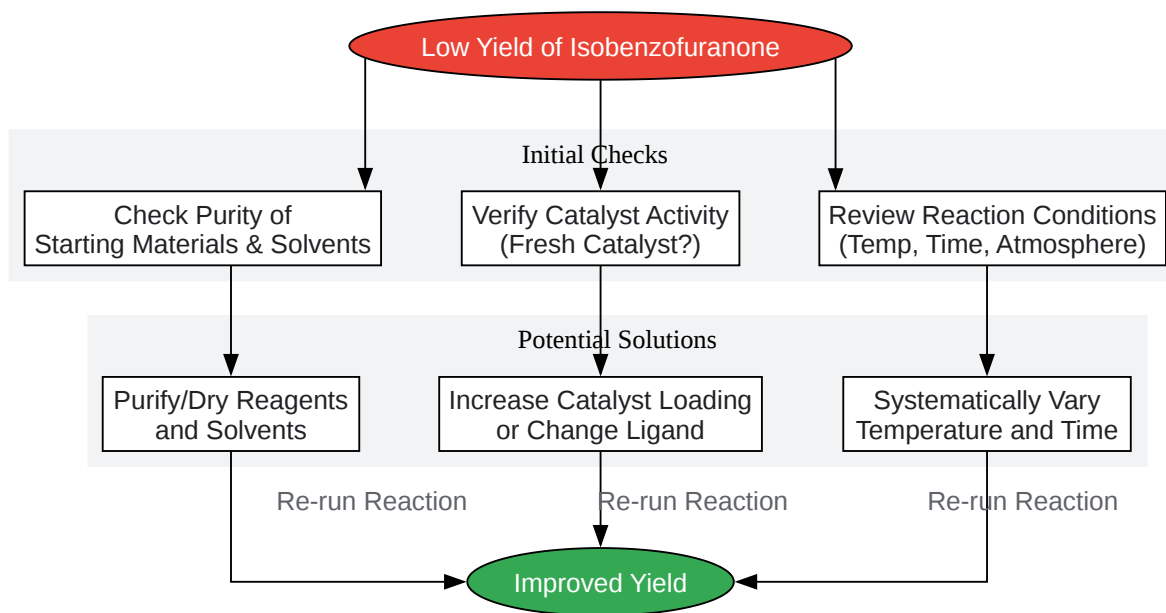 Low Yield of Isobenzofuranone
Initial Checks
Check Purity of
Starting Materials & Solvents
Verify Catalyst Activity
(Fresh Catalyst?)
Review Reaction Conditions
(Temp, Time, Atmosphere)
Potential Solutions
Purify/Dry Reagents
and Solvents
Increase Catalyst Loading
or Change Ligand
Systematically Vary
Temperature and Time
Re-run Reaction
Re-run Reaction
Re-run Reaction
Improved Yield